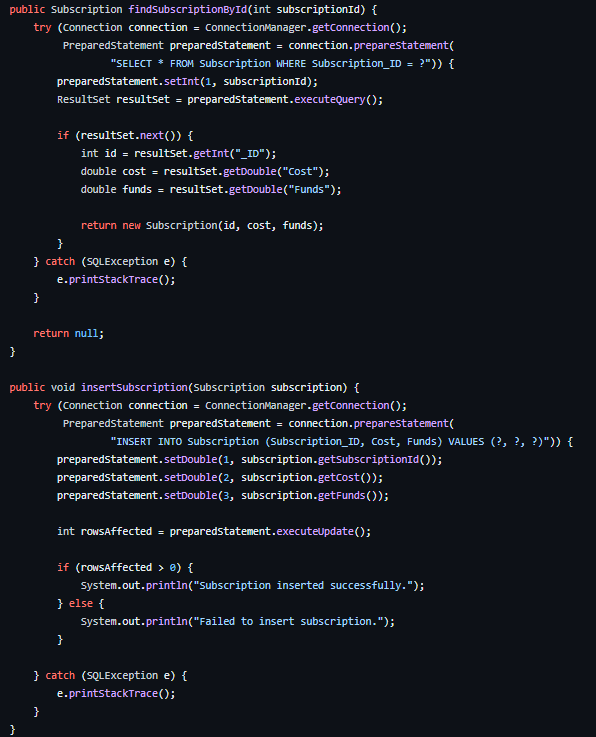 public Subscription findSubscriptionById(int subscriptionId) {
    try (Connection connection = ConnectionManager.getConnection();
         PreparedStatement preparedStatement = connection.prepareStatement(
                 "SELECT * FROM Subscription WHERE Subscription_ID = ?")) {
        preparedStatement.setInt(1, subscriptionId);
        ResultSet resultSet = preparedStatement.executeQuery();

        if (resultSet.next()) {
            int id = resultSet.getInt("_ID");
            double cost = resultSet.getDouble("Cost");
            double funds = resultSet.getDouble("Funds");

            return new Subscription(id, cost, funds);
        }
    } catch (SQLException e) {
        e.printStackTrace();
    }

    return null;
}

public void insertSubscription(Subscription subscription) {
    try (Connection connection = ConnectionManager.getConnection();
         PreparedStatement preparedStatement = connection.prepareStatement(
                 "INSERT INTO Subscription (Subscription_ID, Cost, Funds) VALUES (?, ?, ?)")) {
        preparedStatement.setDouble(1, subscription.getSubscriptionId());
        preparedStatement.setDouble(2, subscription.getCost());
        preparedStatement.setDouble(3, subscription.getFunds());

        int rowsAffected = preparedStatement.executeUpdate();

        if (rowsAffected > 0) {
            System.out.println("Subscription inserted successfully.");
        } else {
            System.out.println("Failed to insert subscription.");
        }

    } catch (SQLException e) {
        e.printStackTrace();
    }
}